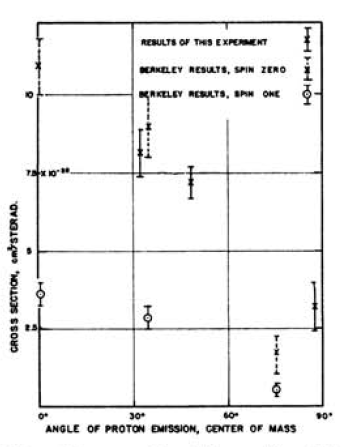 RESULTS OF THIS EXPERIMENT
BERKELEY RESULTS, SPIN ZERO
BERKELEY RESULTS, SPIN ONE
10
7.5 X 10⁻³⁰
5
2.5
0° 30° 60° 90°
ANGLE OF PROTON EMISSION, CENTER OF MASS
CROSS SECTION, cm²/STERAD.